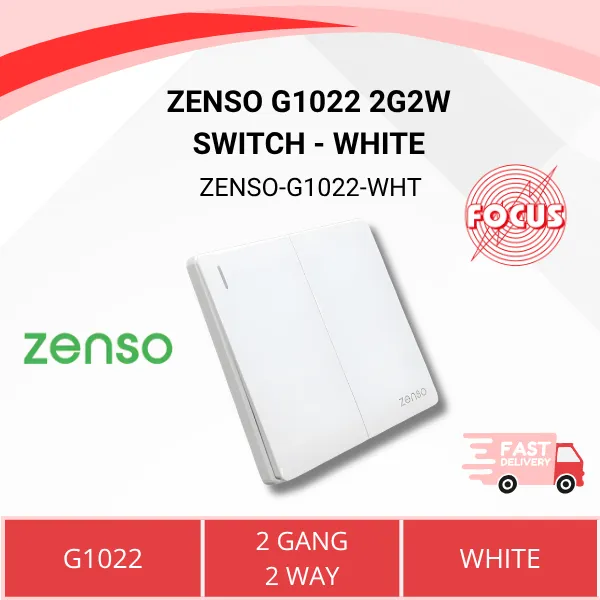 ZENSO G1022 2G2W
SWITCH - WHITE
ZENSO-G1022-WHT
FOCUS
zenso
zenso
FAST
DELIVERY
G1022
2 GANG
2 WAY
WHITE